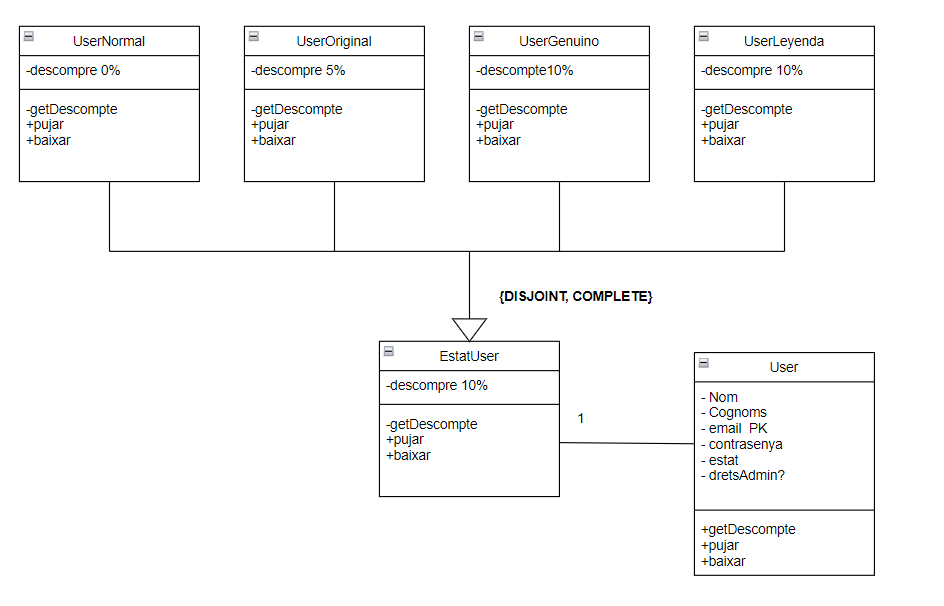 UserNormal
-descompre 0%
-getDescompte
+pujar
+baixar
UserOriginal
-descompre 5%
-getDescompte
+pujar
+baixar
UserGenuino
-descompte10%
-getDescompte
+pujar
+baixar
UserLeyenda
-descompre 10%
-getDescompte
+pujar
+baixar
{DISJOINT, COMPLETE}
EstatUser
-descompre 10%
-getDescompte
+pujar
+baixar
1
User
- Nom
- Cognoms
- email PK
- contrasenya
- estat
- dretsAdmin?
+getDescompte
+pujar
+baixar